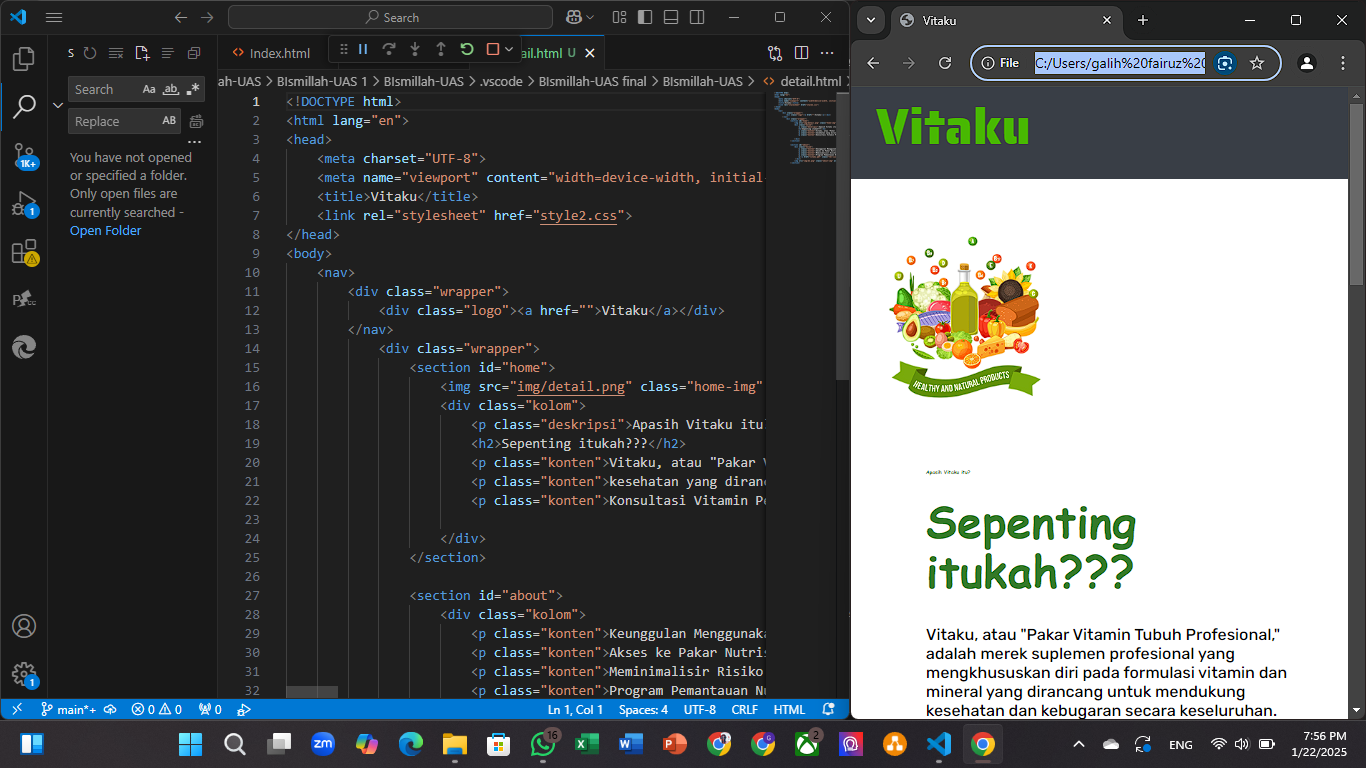 Search
Vitaku
Index.html
ail.html U
File
C:/Users/galih%20fairuz%20
S
Search
Aa
ab
Replace
AB
You have not opened
or specified a folder.
Only open files are
currently searched -
Open Folder
1K+
1
1
ah-UAS > BIsmillah-UAS 1 > BIsmillah-UAS > .vscode > BIsmillah-UAS final > BIsmillah-UAS > detail.html >
1 <!DOCTYPE html>
2 <html lang="en">
3 <head>
4 <meta charset="UTF-8">
5 <meta name="viewport" content="width=device-width, initial-
6 <title>Vitaku</title>
7 <link rel="stylesheet" href="style2.css">
8 </head>
9 <body>
10 <nav>
11 <div class="wrapper">
12 <div class="logo"><a href="">Vitaku</a></div>
13 </nav>
14 <div class="wrapper">
15 <section id="home">
16 <img src="img/detail.png" class="home-img"
17 <div class="kolom">
18 <p class="deskripsi">Apasih Vitaku itu
19 <h2>Sepenting itukah???</h2>
20 <p class="konten">Vitaku, atau "Pakar V
21 <p class="konten">kesehatan yang diranc
22 <p class="konten">Konsultasi Vitamin Pe
23
24 </div>
25 </section>
26
27 <section id="about">
28 <div class="kolom">
29 <p class="konten">Keunggulan Menggunaka
30 <p class="konten">Akses ke Pakar Nutris
31 <p class="konten">Meminimalisir Risiko
32 <p class="konten">Program Pemantauan Nu
Vitaku
HEALTHY AND NATURAL PRODUCTS
Apasih Vitaku itu?
Sepenting
itukah???
Vitaku, atau "Pakar Vitamin Tubuh Profesional,"
adalah merek suplemen profesional yang
mengkhususkan diri pada formulasi vitamin dan
mineral yang dirancang untuk mendukung
kesehatan dan kebugaran secara keseluruhan.
main*+
0
0
0
Ln 1, Col 1
Spaces: 4
UTF-8
CRLF
HTML
zm
16
2
ENG
7:56 PM
1/22/2025